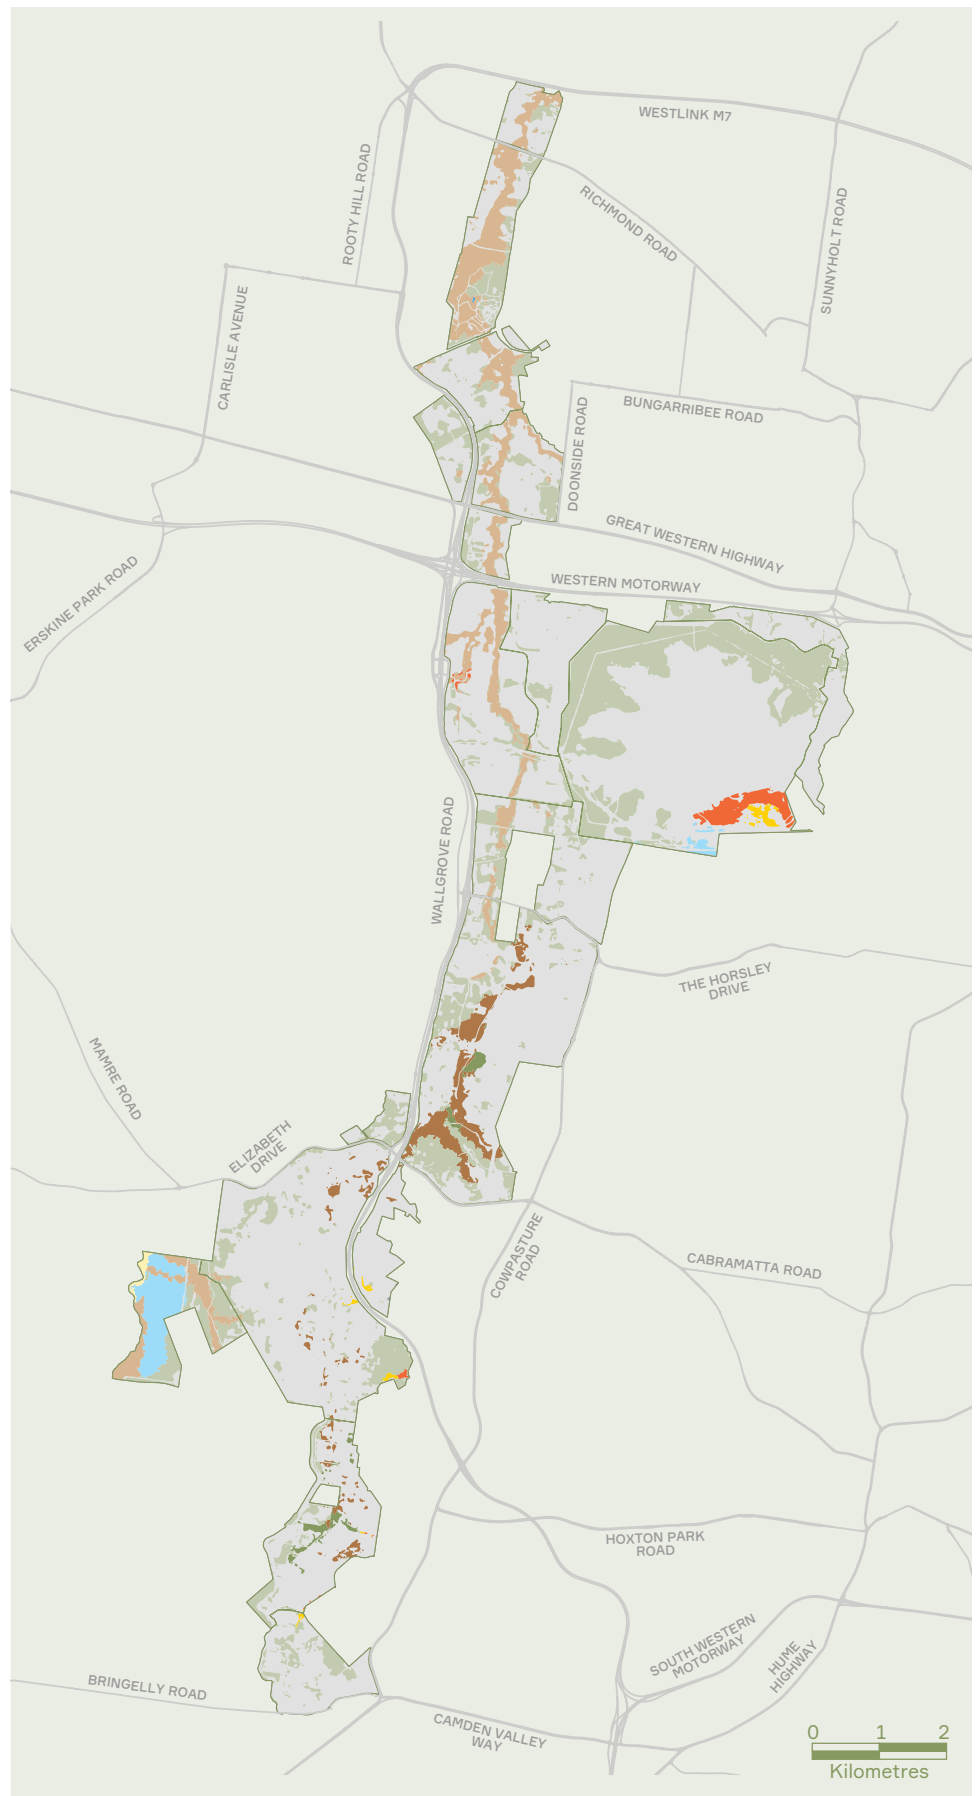 WESTLINK M7
ROOTY HILL ROAD
RICHMOND ROAD
SUNNYHOLT ROAD
CARLISLE AVENUE
BUNGARRIBEE ROAD
DOONSIDE ROAD
GREAT WESTERN HIGHWAY
WESTERN MOTORWAY
ERSKINE PARK ROAD
WALLGROVE ROAD
THE HORSLEY
DRIVE
MAMRE ROAD
ELIZABETH
DRIVE
COWPASTURE
ROAD
CABRAMATTA ROAD
HOXTON PARK
ROAD
SOUTH WESTERN
MOTORWAY
HUME
HIGHWAY
BRINGELLY ROAD
CAMDEN VALLEY
WAY
0 1 2
Kilometres